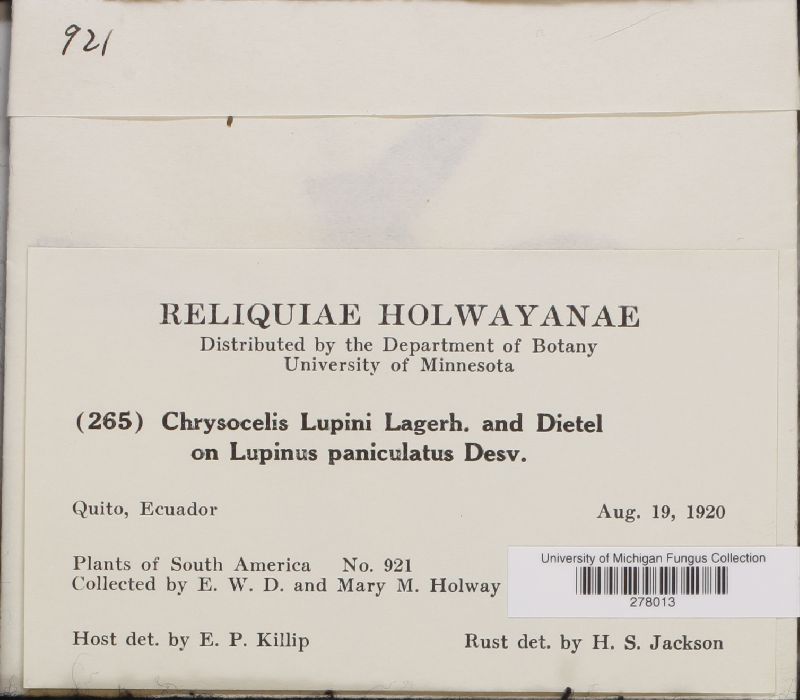 921
RELIQUIAE HOLWAYANAE
Distributed by the Department of Botany
University of Minnesota
(265) Chrysocelis Lupini Lagerh. and Dietel
on Lupinus paniculatus Desv.
Quito, Ecuador Aug. 19, 1920
Plants of South America No. 921
Collected by E. W. D. and Mary M. Holway
University of Michigan Fungus Collection
278013
Host det. by E. P. Killip Rust det. by H. S. Jackson